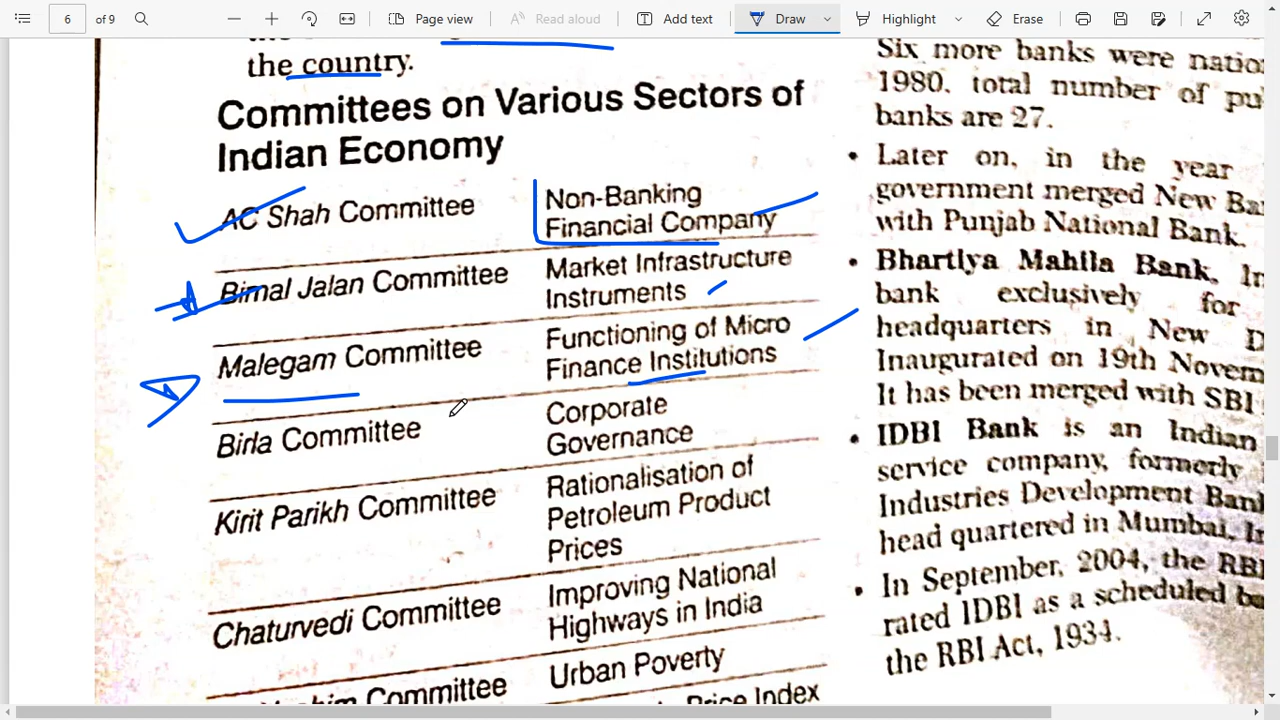 6 of 9
Page view
Read aloud
Add text
Draw
Highlight
Erase
the country.
Committees on Various Sectors of
Indian Economy
AC Shah Committee
Non-Banking
Financial Company
Bimal Jalan Committee
Market Infrastructure
Instruments
Malegam Committee
Functioning of Micro
Finance Institutions
Birla Committee
Corporate
Governance
Kirit Parikh Committee
Rationalisation of
Petroleum Product
Prices
Chaturvedi Committee
Improving National
Highways in India
Committee
Urban Poverty
Price Index
Six more banks were
1980. total number of
banks are 27.
• Later on, in the year
government merged New
with Punjab National Bank.
• Bhartiya Mahila Bank,
bank exclusively for
headquarters in New
Inaugurated on 19th
It has been merged with SBI
• IDBI Bank is an Indian
service company, formerly
Industries Development
head quartered in Mumbai,
• In September, 2004, the
rated IDBI as a scheduled
the RBI Act, 1934.